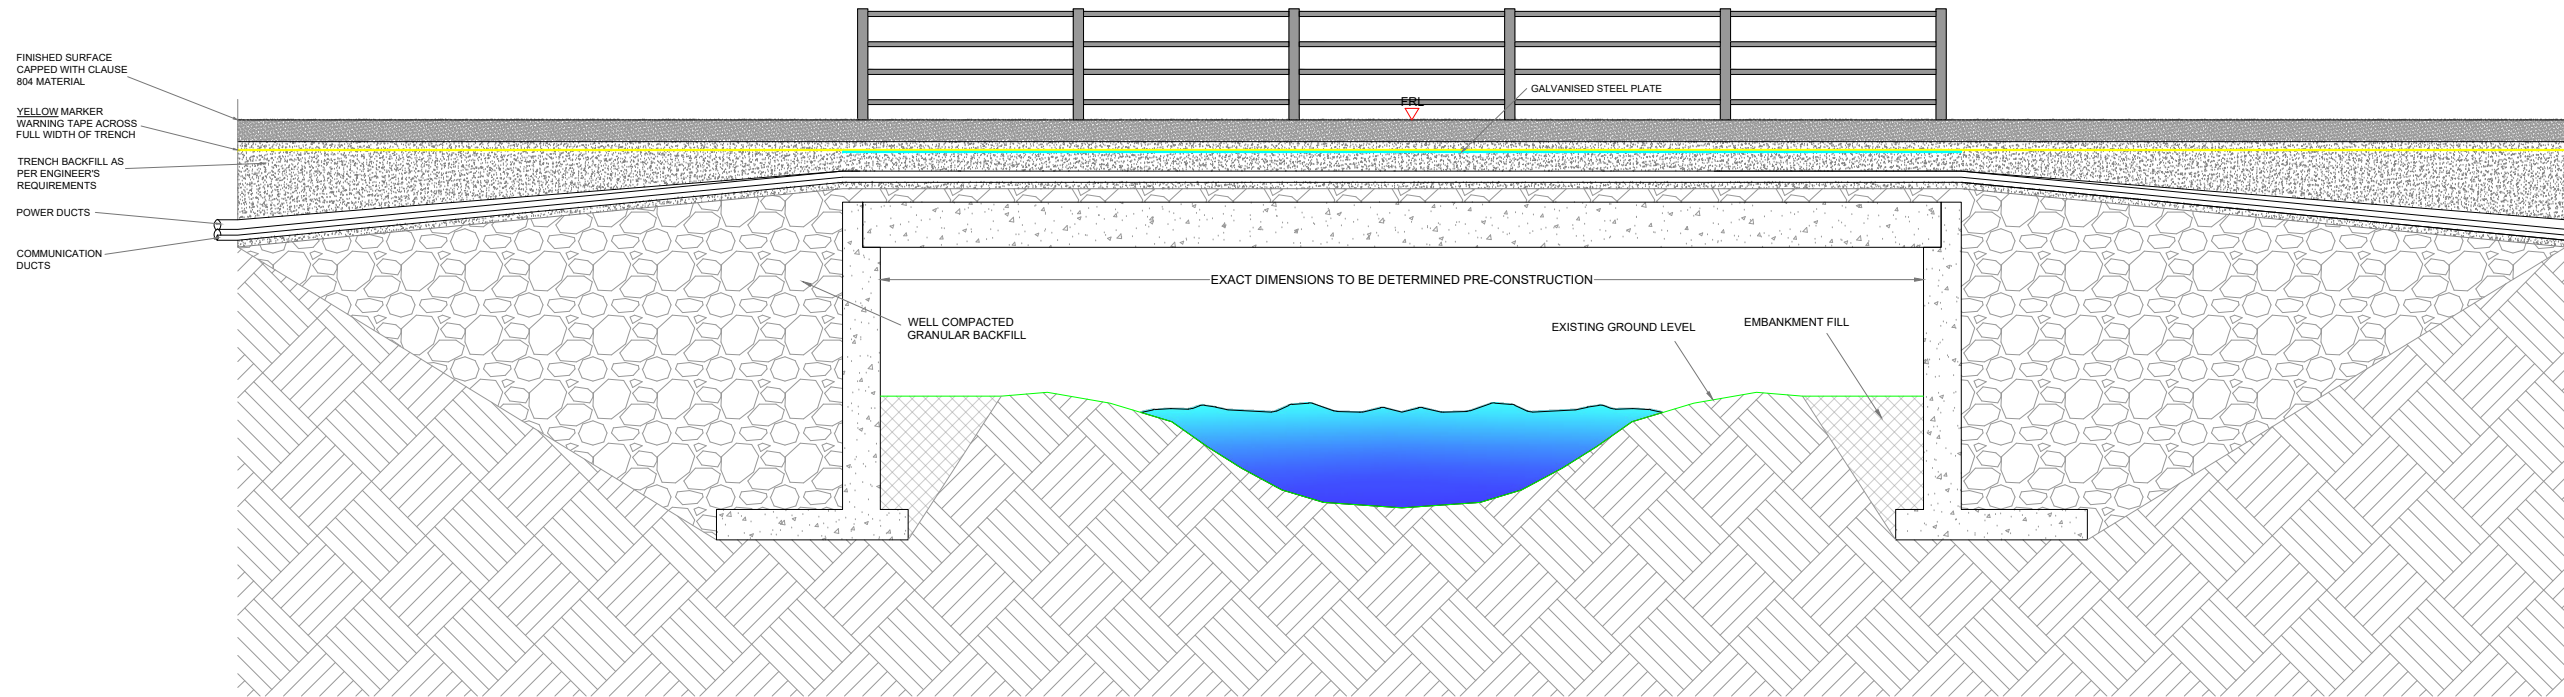 FINISHED SURFACE
CAPPED WITH CLAUSE
804 MATERIAL
YELLOW MARKER
WARNING TAPE ACROSS
FULL WIDTH OF TRENCH
TRENCH BACKFILL AS
PER ENGINEER'S
REQUIREMENTS
POWER DUCTS
COMMUNICATION
DUCTS
FRL
GALVANISED STEEL PLATE
EXACT DIMENSIONS TO BE DETERMINED PRE-CONSTRUCTION
WELL COMPACTED
GRANULAR BACKFILL
EXISTING GROUND LEVEL
EMBANKMENT FILL